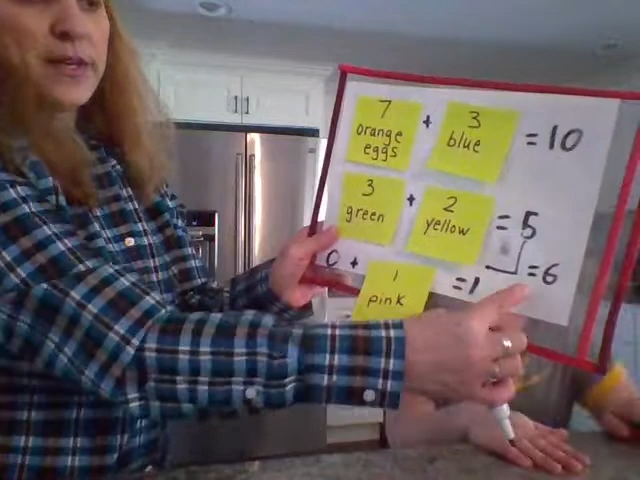 7 orange eggs + 3 blue = 10
3 green + 2 yellow = 5
0 + 1 pink = 1 = 6